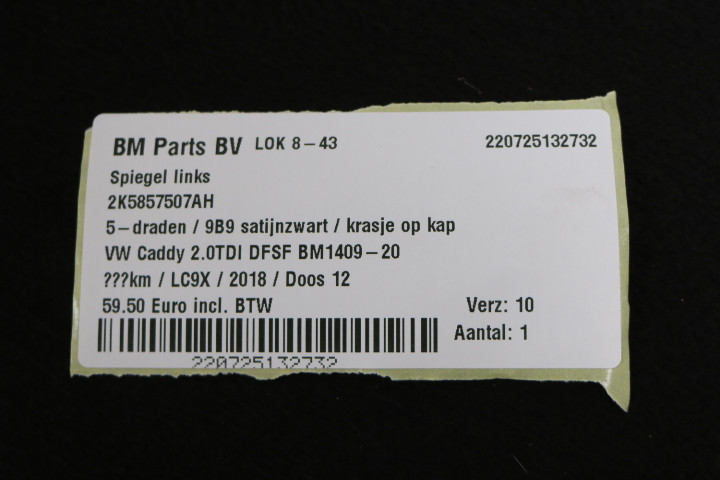 BM Parts BV LOK 8-43 220725132732
Spiegel links
2K5857507AH
5-draden / 9B9 satijnzwart / krasje op kap
VW Caddy 2.0TDI DFSF BM1409-20
???km / LC9X / 2018 / Doos 12
59.50 Euro incl. BTW Verz: 10
Aantal: 1
220725132732